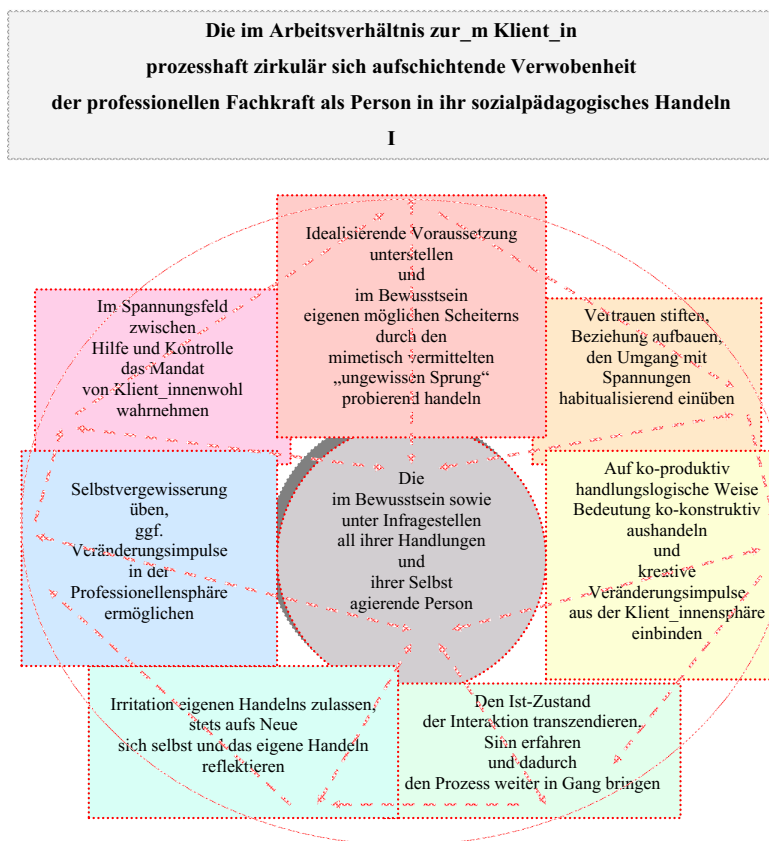 Die im Arbeitsverhältnis zur_m Klient_in
prozesshaft zirkulär sich aufschichtende Verwobenheit
der professionellen Fachkraft als Person in ihr sozialpädagogisches Handeln
I
Idealisierende Voraussetzung
unterstellen
und
im Bewusstsein
eigenen möglichen Scheiterns
durch den
mimetisch vermittelten
„ungewissen Sprung“
probierend handeln
Im Spannungsfeld
zwischen
Hilfe und Kontrolle
das Mandat
von Klient_innenwohl
wahrnehmen
Vertrauen stiften,
Beziehung aufbauen,
den Umgang mit
Spannungen
habitualisierend einüben
Selbstvergewisserung
üben,
ggf.
Veränderungsimpulse
in der
Professionellensphäre
ermöglichen
Die
im Bewusstsein sowie
unter Infragestellen
all ihrer Handlungen
und
ihrer Selbst
agierende Person
Auf ko-produktiv
handlungslogische Weise
Bedeutung ko-konstruktiv
aushandeln
und
kreative
Veränderungsimpulse
aus der Klient_innensphäre
einbinden
Irritation eigenen Handelns zulassen,
stets aufs Neue
sich selbst und das eigene Handeln
reflektieren
Den Ist-Zustand
der Interaktion transzendieren,
Sinn erfahren
und dadurch
den Prozess weiter in Gang bringen